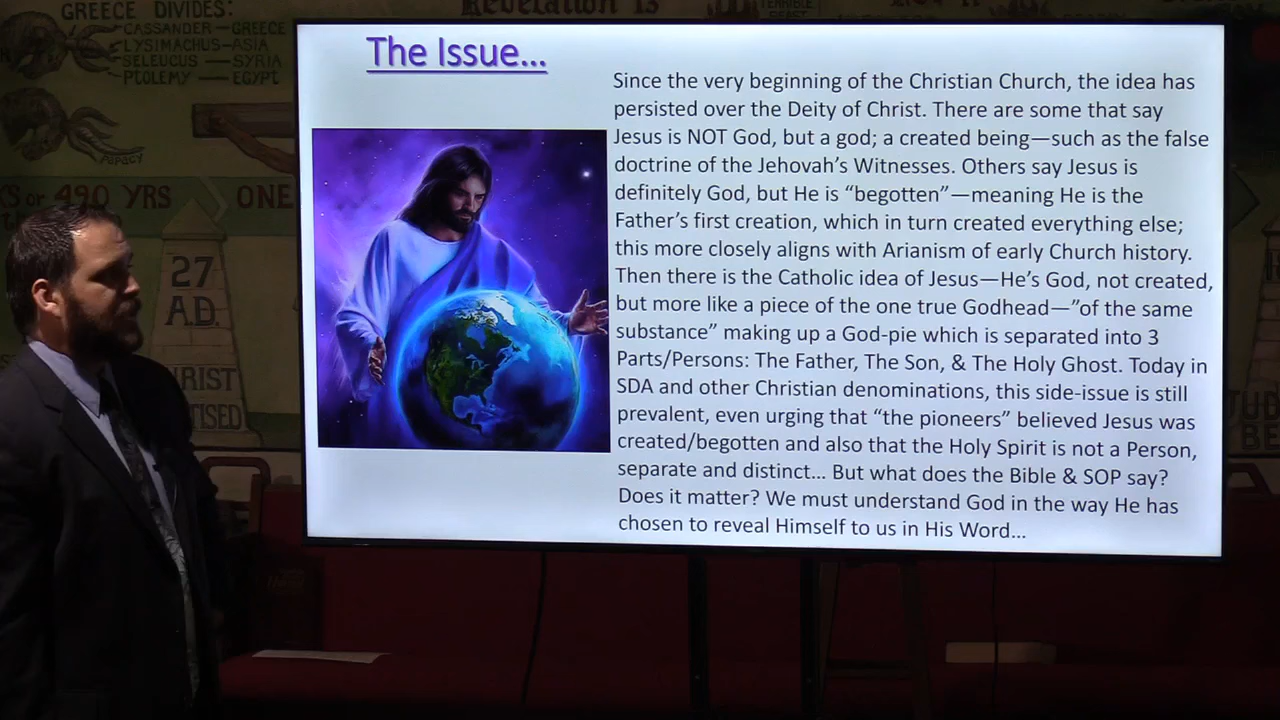 GREECE DIVIDES:
CASSANDER—GREECE
LYSIMACHUS—ASIA
SELEUCUS—SYRIA
PTOLEMY—EGYPT
PAPACY
Revelation 13
TERRIBLE
BEAST
or 490 YRS
ONE
27
A.D.
The Issue...
Since the very beginning of the Christian Church, the idea has
persisted over the Deity of Christ. There are some that say
Jesus is NOT God, but a god; a created being—such as the false
doctrine of the Jehovah's Witnesses. Others say Jesus is
definitely God, but He is “begotten”—meaning He is the
Father's first creation, which in turn created everything else;
this more closely aligns with Arianism of early Church history.
Then there is the Catholic idea of Jesus—He's God, not created,
but more like a piece of the one true Godhead—”of the same
substance” making up a God-pie which is separated into 3
Parts/Persons: The Father, The Son, & The Holy Ghost. Today in
SDA and other Christian denominations, this side-issue is still
prevalent, even urging that “the pioneers” believed Jesus was
created/begotten and also that the Holy Spirit is not a Person,
separate and distinct... But what does the Bible & SOP say?
Does it matter? We must understand God in the way He has
chosen to reveal Himself to us in His Word...